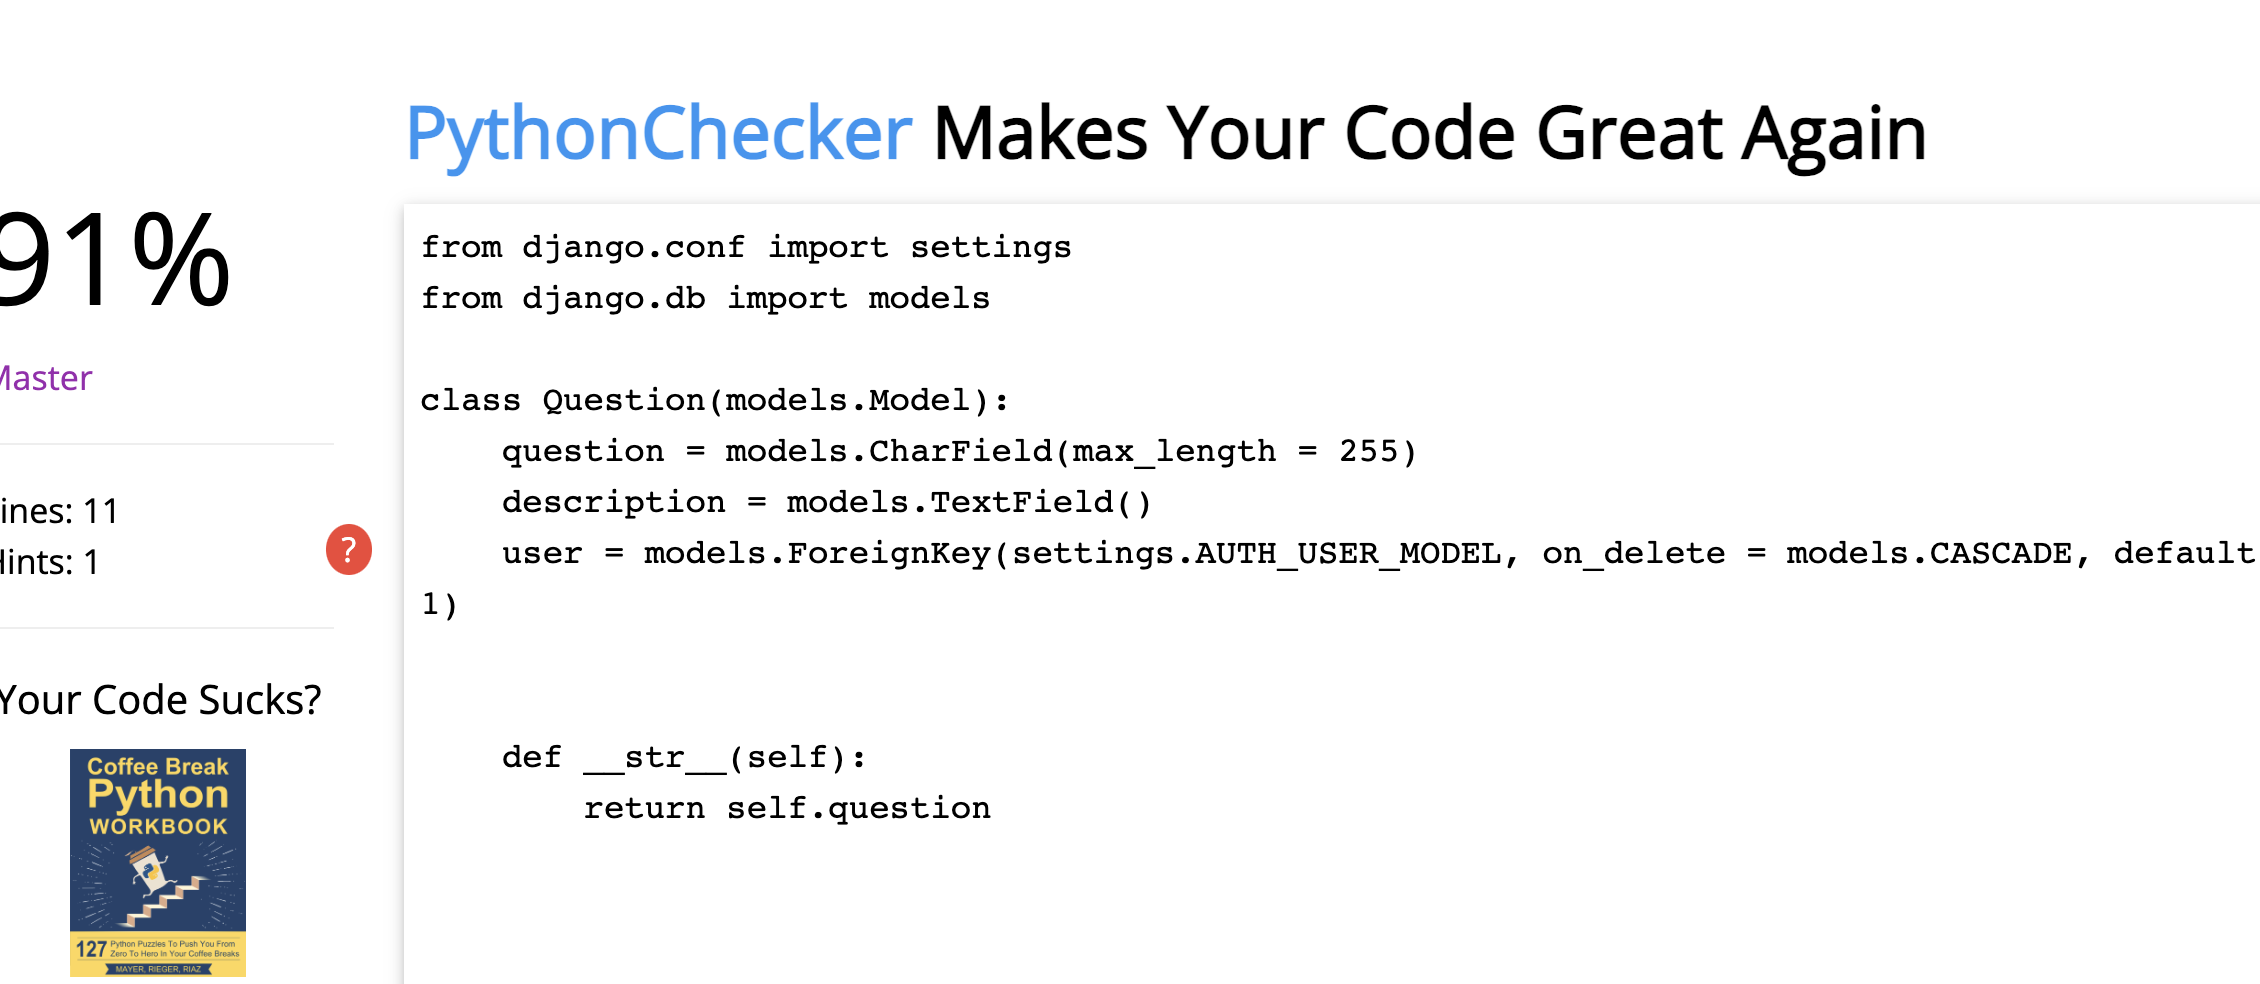 PythonChecker Makes Your Code Great Again
91%
Master
ines: 11
Hints: 1
?
Your Code Sucks?
Coffee Break
Python
WORKBOOK
127 Python Puzzles To Push You From
Zero To Hero In Your Coffee Breaks
MAYER, RIEGER, RIAZ
from django.conf import settings
from django.db import models
class Question(models.Model):
question = models.CharField(max_length = 255)
description = models.TextField()
user = models.ForeignKey(settings.AUTH_USER_MODEL, on_delete = models.CASCADE, default
1)
def __str__(self):
return self.question